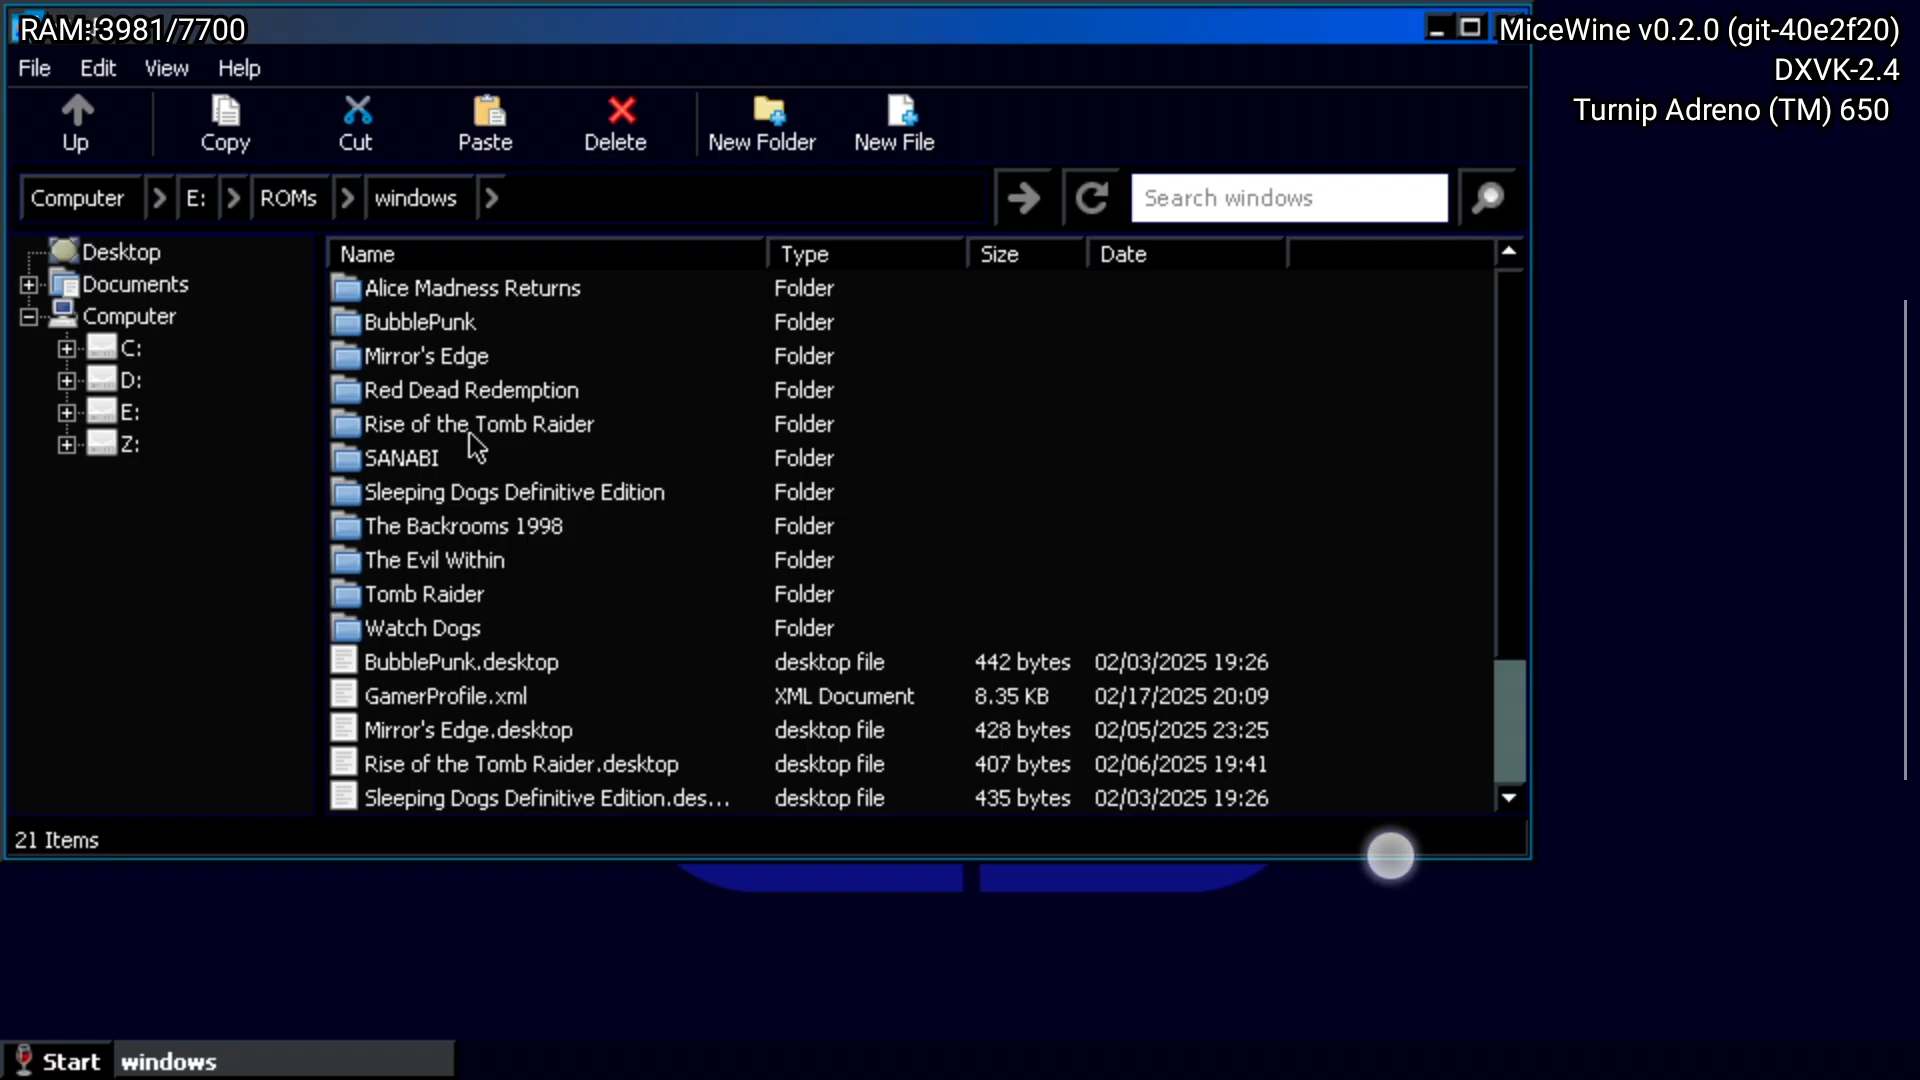 RAM:3981/7700
MiceWine v0.2.0 (git-40e2f20)
DXVK-2.4
Turnip Adreno (TM) 650
File Edit View Help
Up Copy Cut Paste Delete New Folder New File
Computer E: ROMs windows Search windows
Desktop
Documents
Computer
C:
D:
E:
Z:
Name Type Size Date
Alice Madness Returns Folder
BubblePunk Folder
Mirror's Edge Folder
Red Dead Redemption Folder
Rise of the Tomb Raider Folder
SANABI Folder
Sleeping Dogs Definitive Edition Folder
The Backrooms 1998 Folder
The Evil Within Folder
Tomb Raider Folder
Watch Dogs Folder
BubblePunk.desktop desktop file 442 bytes 02/03/2025 19:26
GamerProfile.xml XML Document 8.35 KB 02/17/2025 20:09
Mirror's Edge.desktop desktop file 428 bytes 02/05/2025 23:25
Rise of the Tomb Raider.desktop desktop file 407 bytes 02/06/2025 19:41
Sleeping Dogs Definitive Edition.des... desktop file 435 bytes 02/03/2025 19:26
21 Items
Start windows